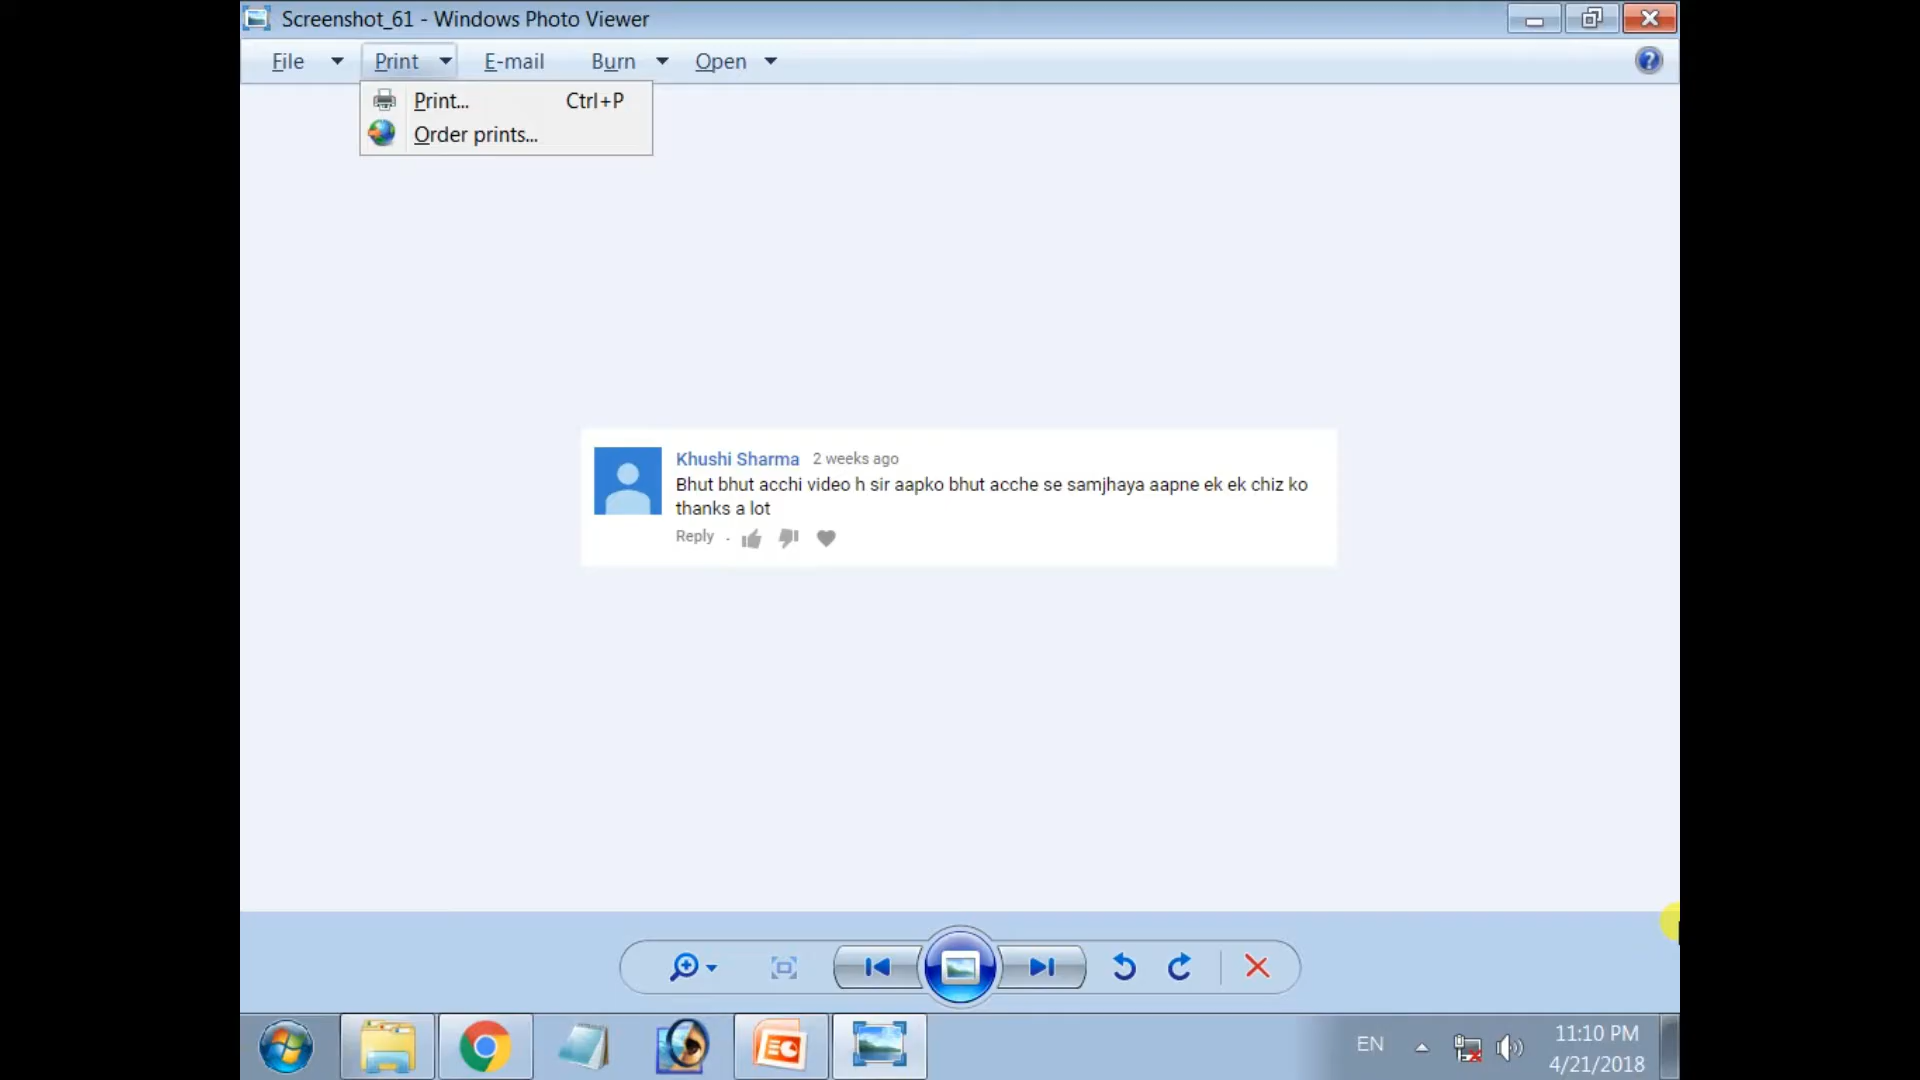 Screenshot_61 - Windows Photo Viewer
File Print E-mail Burn Open
Print... Ctrl+P
Order prints...
Khushi Sharma 2 weeks ago
Bhut bhut acchi video h sir aapko bhut acche se samjhaya aapne ek ek chiz ko
thanks a lot
Reply
EN
11:10 PM
4/21/2018